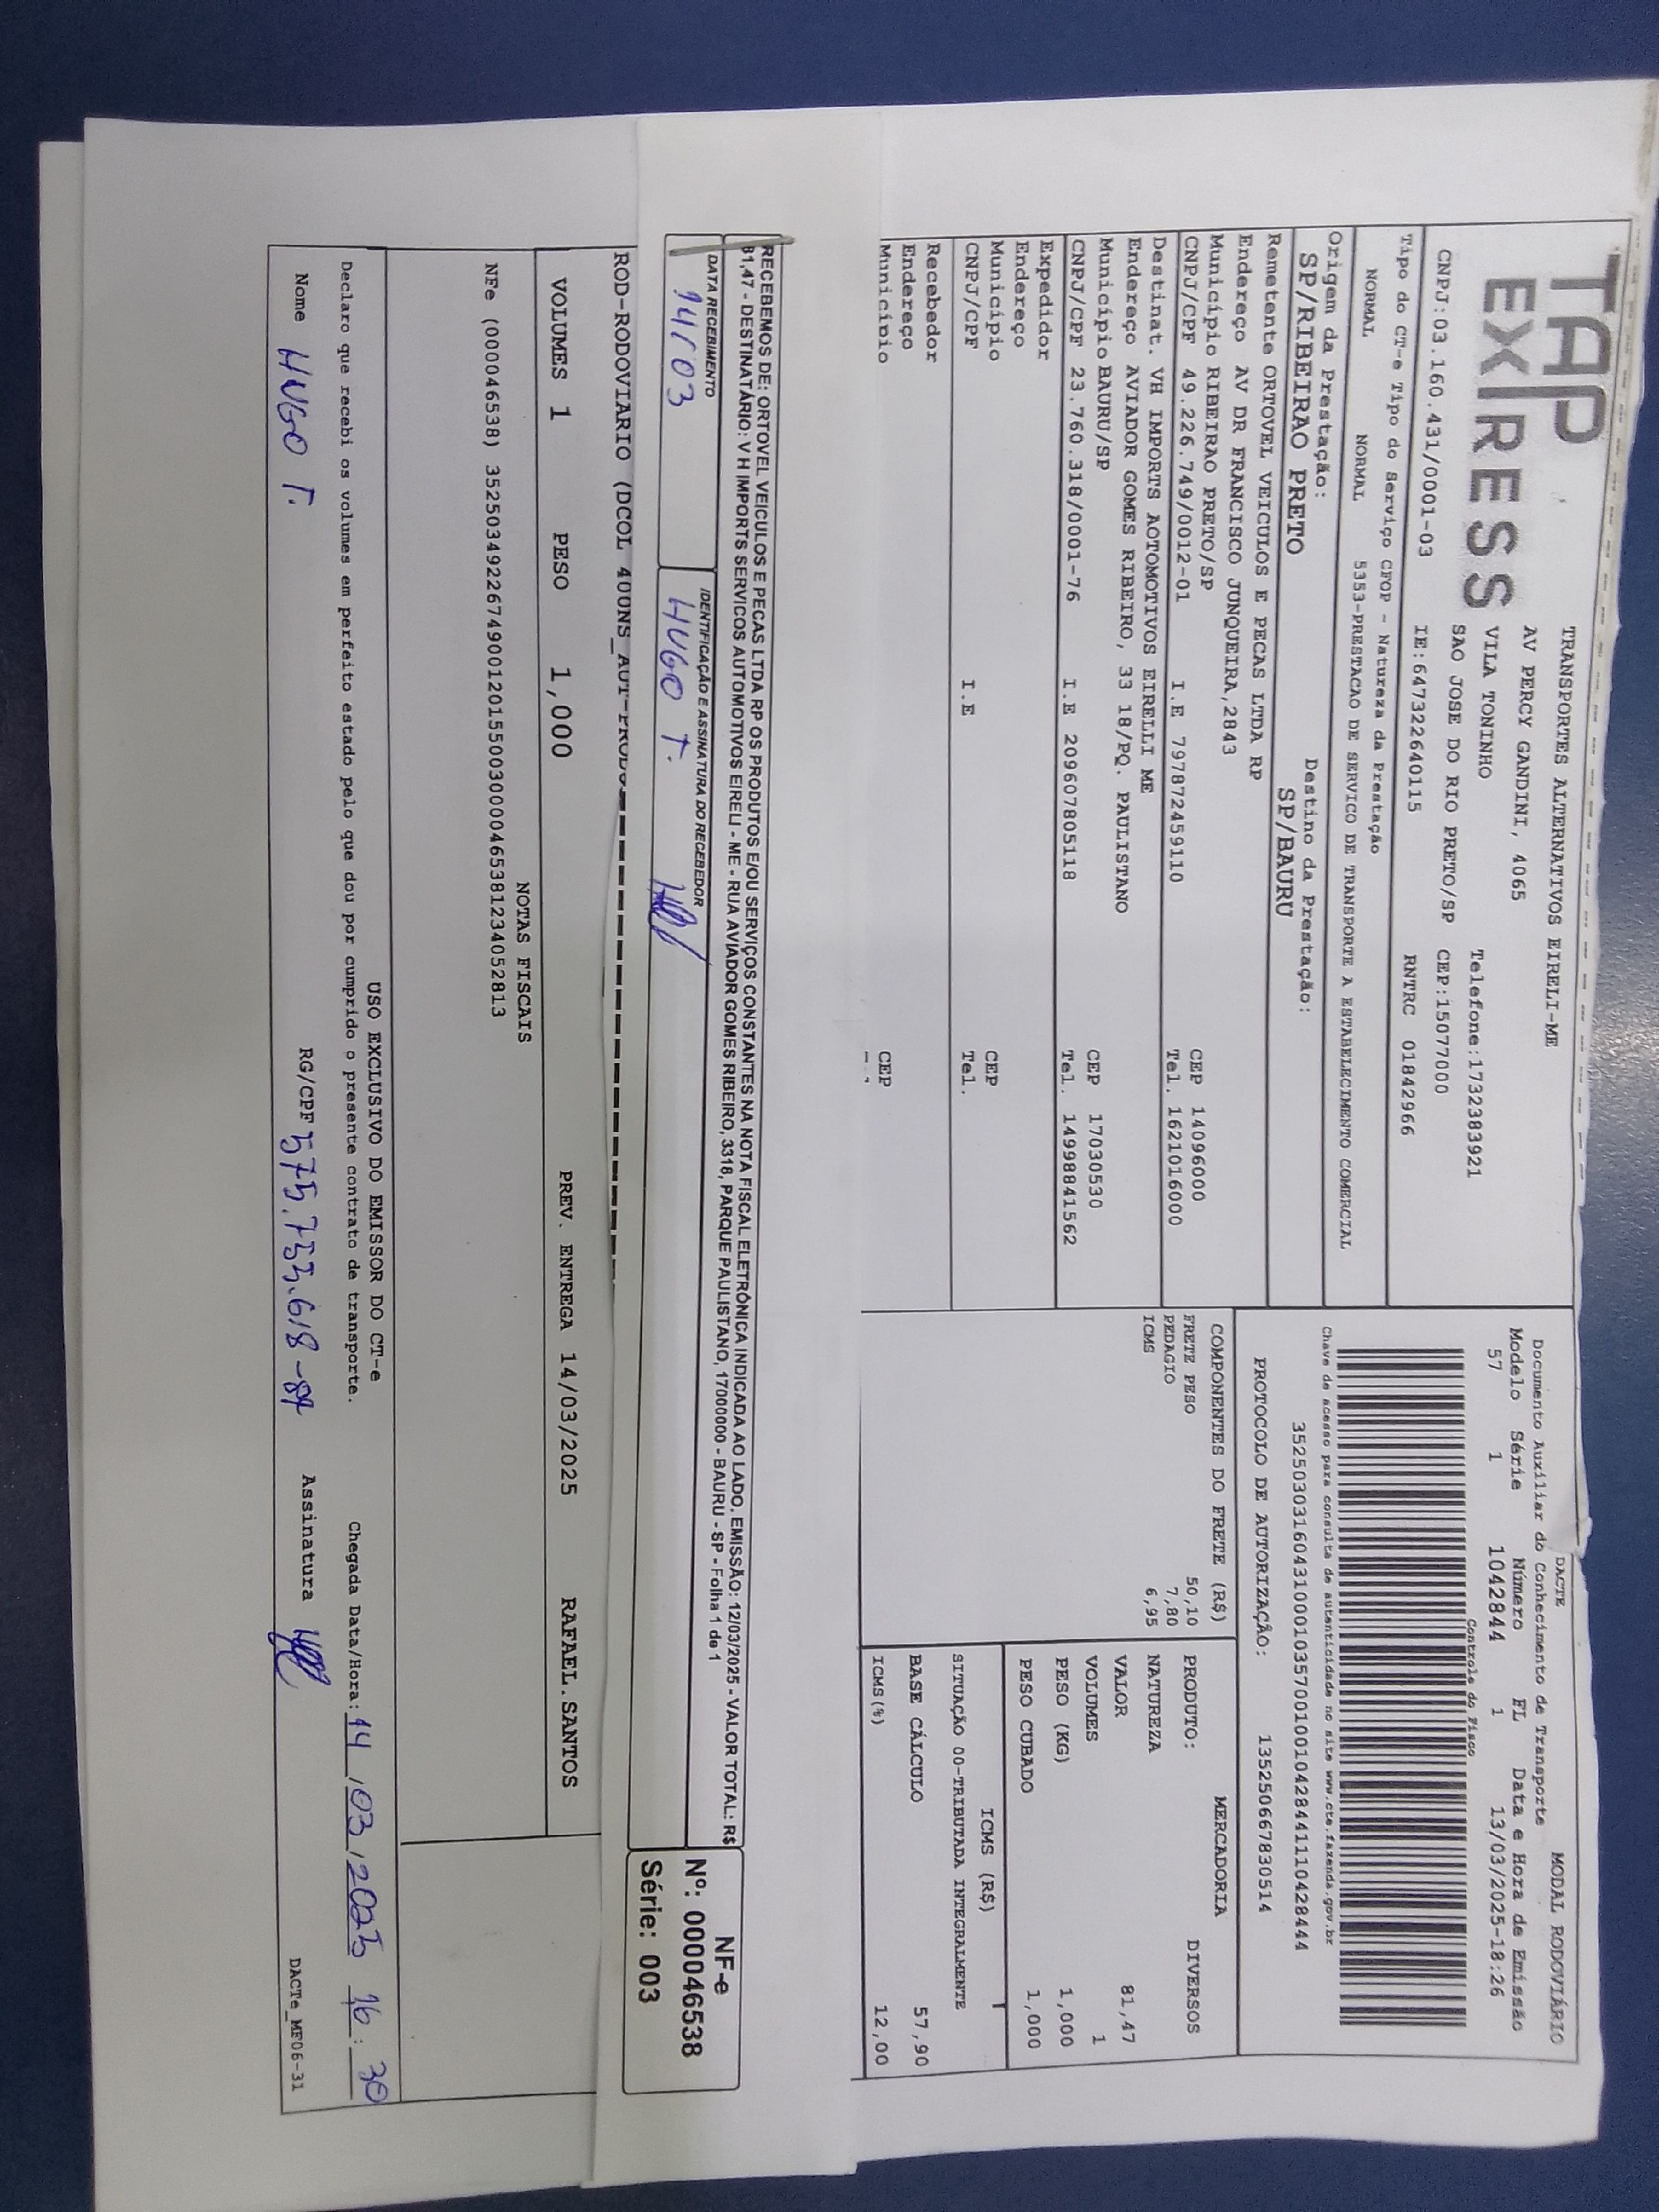 TAP
EXPRESS
TRANSPORTES ALTERNATIVOS EIRELI-ME
AV PERCY GANDINI, 4065
VILA TONINHO Telefone:1732383921
SAO JOSE DO RIO PRETO/SP CEP:15077000
CNPJ:03.160.431/0001-03 IE:647322640115 RNTRC 01842966
DACTE MODAL RODOVIÁRIO
Documento Auxiliar do Conhecimento de Transporte
Modelo Série Número FL Data e Hora de Emissão
57 1 1042844 1 13/03/2025-18:26
Controle do Fisco
Chave de acesso para consulta de autenticidade no site www.cte.fazenda.gov.br
35250303160431000103570010010428441110428444
PROTOCOLO DE AUTORIZAÇÃO: 135250667830514
Tipo do CT-e Tipo do Serviço CFOP - Natureza da Prestação
NORMAL NORMAL 5353-PRESTACAO DE SERVICO DE TRANSPORTE A ESTABELECIMENTO COMERCIAL
Origem da Prestação: Destino da Prestação:
SP/RIBEIRAO PRETO SP/BAURU
Remetente ORTOVEL VEICULOS E PECAS LTDA RP
Endereço AV DR FRANCISCO JUNQUEIRA,2843
Município RIBEIRAO PRETO/SP CEP 14096000
CNPJ/CPF 49.226.749/0012-01 I.E 797872459110 Tel. 1621016000
Destinat. VH IMPORTS AOTOMOTIVOS EIRELLI ME
Endereço AVIADOR GOMES RIBEIRO, 33 18/PQ. PAULISTANO
Município BAURU/SP CEP 17030530
CNPJ/CPF 23.760.318/0001-76 I.E 209607805118 Tel. 14998841562
Expedidor
Endereço
Município CEP
CNPJ/CPF I.E Tel.
Recebedor
Endereço
Município CEP
COMPONENTES DO FRETE (R$)
FRETE PESO 50,10
PEDAGIO 7,80
ICMS 6,95
MERCADORIA
PRODUTO: DIVERSOS
NATUREZA
VALOR 81,47
VOLUMES 1
PESO (KG) 1,000
PESO CUBADO 1,000
ICMS (R$)
SITUAÇÃO 00-TRIBUTADA INTEGRALMENTE
BASE CÁLCULO 57,90
ICMS(%) 12,00
RECEBEMOS DE: ORTOVEL VEICULOS E PECAS LTDA RP OS PRODUTOS E/OU SERVIÇOS CONSTANTES NA NOTA FISCAL ELETRÔNICA INDICADA AO LADO. EMISSÃO: 12/03/2025 - VALOR TOTAL: R$
81,47 - DESTINATÁRIO: V H IMPORTS SERVICOS AUTOMOTIVOS EIRELI - ME - RUA AVIADOR GOMES RIBEIRO, 3318, PARQUE PAULISTANO, 17000000 - BAURU - SP - Folha 1 de 1
DATA RECEBIMENTO IDENTIFICAÇÃO E ASSINATURA DO RECEBEDOR
14/03 HUGO T.
NF-e
Nº: 000046538
Série: 003
ROD-RODOVIARIO (DCOL 40UNS_AUT-PRODU
VOLUMES 1 PESO 1,000 PREV. ENTREGA 14/03/2025 RAFAEL.SANTOS
NOTAS FISCAIS
NFe (000046538) 35250349226749001201550030000465381234052813
USO EXCLUSIVO DO EMISSOR DO CT-e
Declaro que recebi os volumes em perfeito estado pelo que dou por cumprido o presente contrato de transporte. Chegada Data/Hora: 14/03/2025 16:30
Nome HUGO T. RG/CPF 575.755.618-84 Assinatura
DACTe_MF06-31